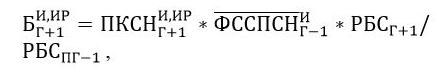 Б^{И,ИР}_{Г+1} = ПКСН^{И,ИР}_{Г+1} * \overline{ФССПСН}^{И}_{Г−1} * РБС_{Г+1}/
РБС_{ПГ−1} ,